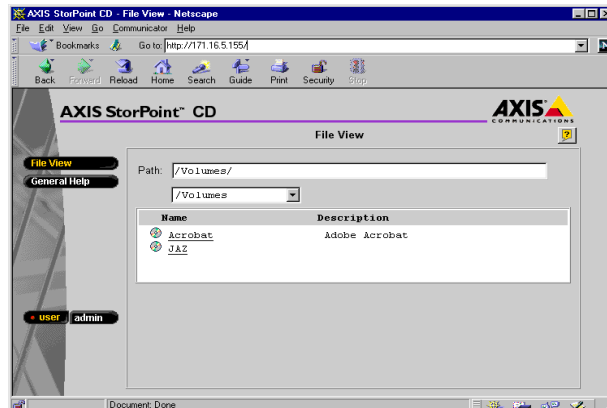 AXIS StorPoint CD - File View - Netscape
File Edit View Go Communicator Help
Bookmarks Go to: http://171.16.5.155/
Back Forward Reload Home Search Guide Print Security Stop
AXIS StorPoint™ CD
AXIS
COMMUNICATIONS
File View
?
File View
General Help
Path: /Volumes/
/Volumes
Name Description
Acrobat Adobe Acrobat
JAZ
user admin
Document: Done